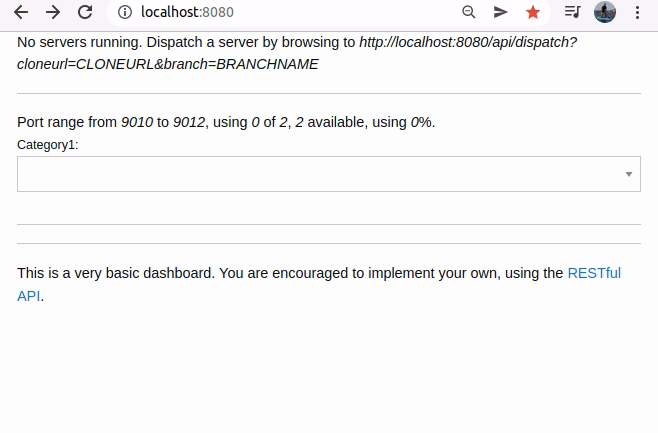 localhost:8080
No servers running. Dispatch a server by browsing to http://localhost:8080/api/dispatch?
cloneurl=CLONEURL&branch=BRANCHNAME
Port range from 9010 to 9012, using 0 of 2, 2 available, using 0%.
Category1:
This is a very basic dashboard. You are encouraged to implement your own, using the RESTful
API.